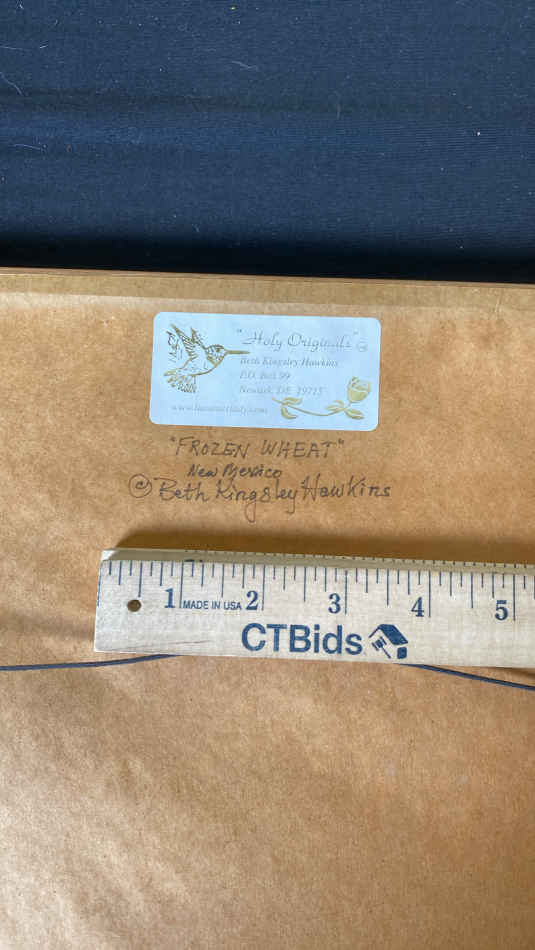 "Holy Originals"
Beth Kingsley Hawkins
P.O. Box 99
Newark, DE 19715
"FROZEN WHEAT"
New Mexico
© Beth Kingsley Hawkins
1 MADE IN USA 2 3 4 5
CTBids